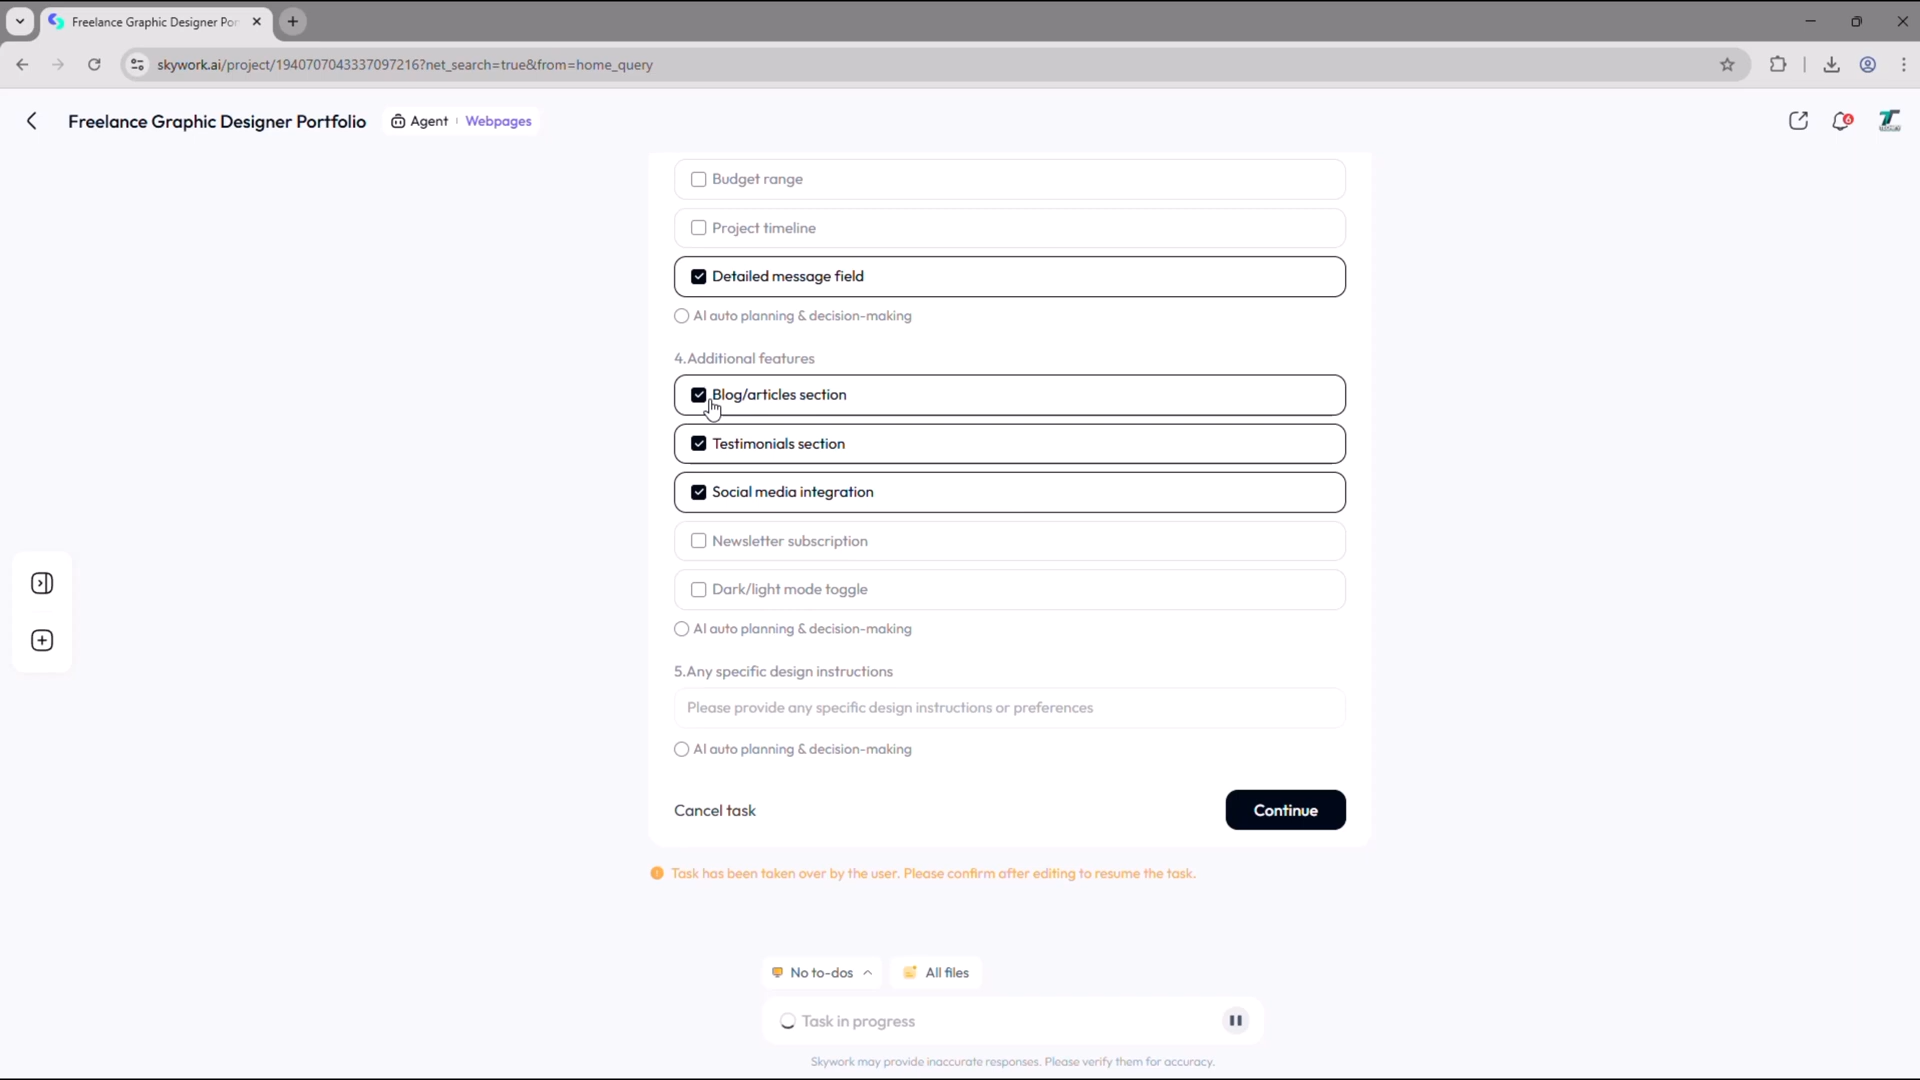 Freelance Graphic Designer Por
skywork.ai/project/1940707043337097216?net_search=true&from=home_query
Freelance Graphic Designer Portfolio
Agent
Webpages
6
Budget range
Project timeline
Detailed message field
AI auto planning & decision-making
4.Additional features
Blog/articles section
Testimonials section
Social media integration
Newsletter subscription
Dark/light mode toggle
AI auto planning & decision-making
5.Any specific design instructions
Please provide any specific design instructions or preferences
AI auto planning & decision-making
Cancel task
Continue
Task has been taken over by the user. Please confirm after editing to resume the task.
No to-dos
All files
Task in progress
Skywork may provide inaccurate responses. Please verify them for accuracy.